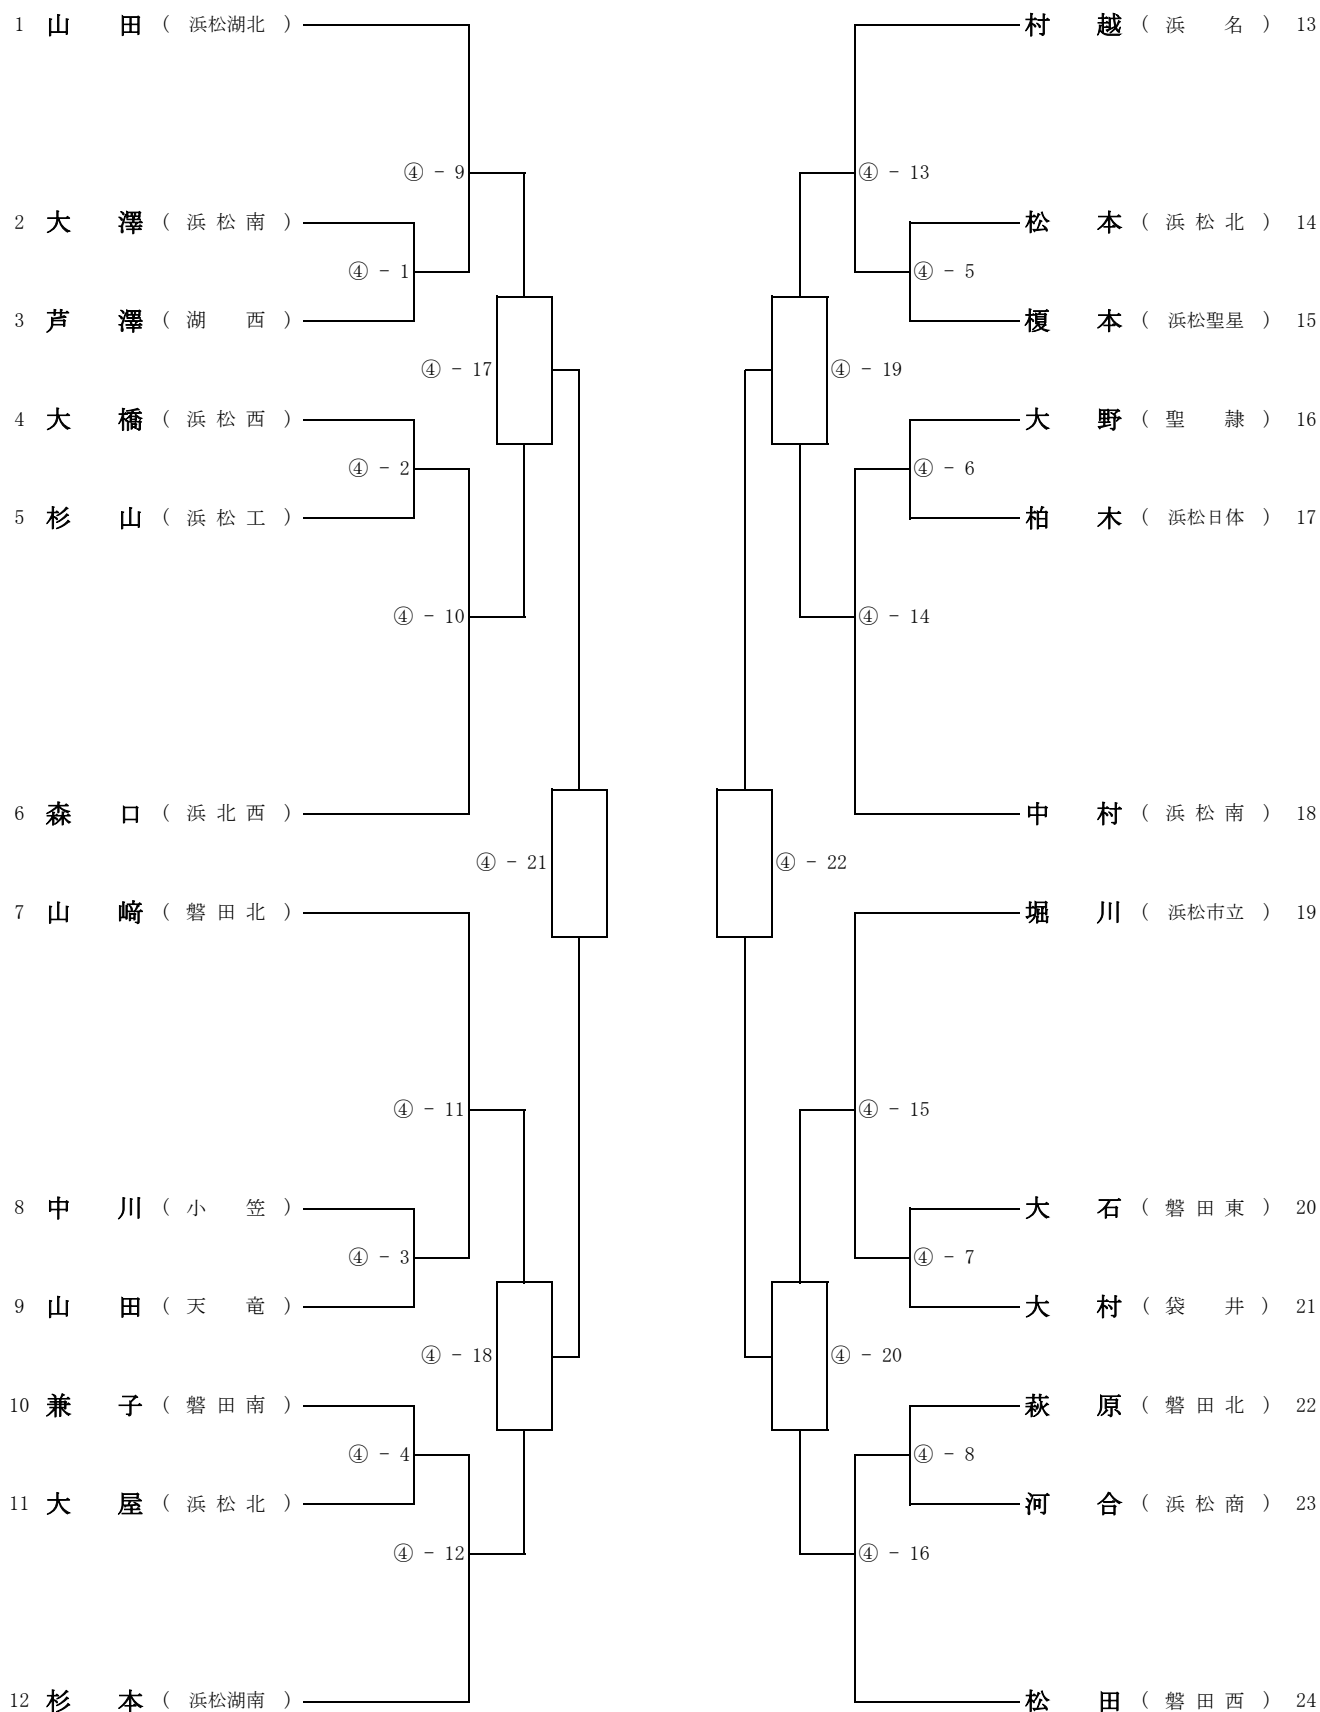 1 山 田 ( 浜松湖北 )
④ - 9
2 大 澤 ( 浜 松 南 )
④ - 1
3 芦 澤 ( 湖 西 )
④ - 17
4 大 橋 ( 浜 松 西 )
④ - 2
5 杉 山 ( 浜 松 工 )
④ - 10
6 森 口 ( 浜 北 西 )
④ - 21
7 山 﨑 ( 磐 田 北 )
④ - 11
8 中 川 ( 小 笠 )
④ - 3
9 山 田 ( 天 竜 )
④ - 18
10 兼 子 ( 磐 田 南 )
④ - 4
11 大 屋 ( 浜 松 北 )
④ - 12
12 杉 本 ( 浜松湖南 )
村 越 ( 浜 名 ) 13
④ - 13
松 本 ( 浜 松 北 ) 14
④ - 5
榎 本 ( 浜松聖星 ) 15
④ - 19
大 野 ( 聖 隷 ) 16
④ - 6
柏 木 ( 浜松日体 ) 17
④ - 14
中 村 ( 浜 松 南 ) 18
④ - 22
堀 川 ( 浜松市立 ) 19
④ - 15
大 石 ( 磐 田 東 ) 20
④ - 7
大 村 ( 袋 井 ) 21
④ - 20
萩 原 ( 磐 田 北 ) 22
④ - 8
河 合 ( 浜 松 商 ) 23
④ - 16
松 田 ( 磐 田 西 ) 24